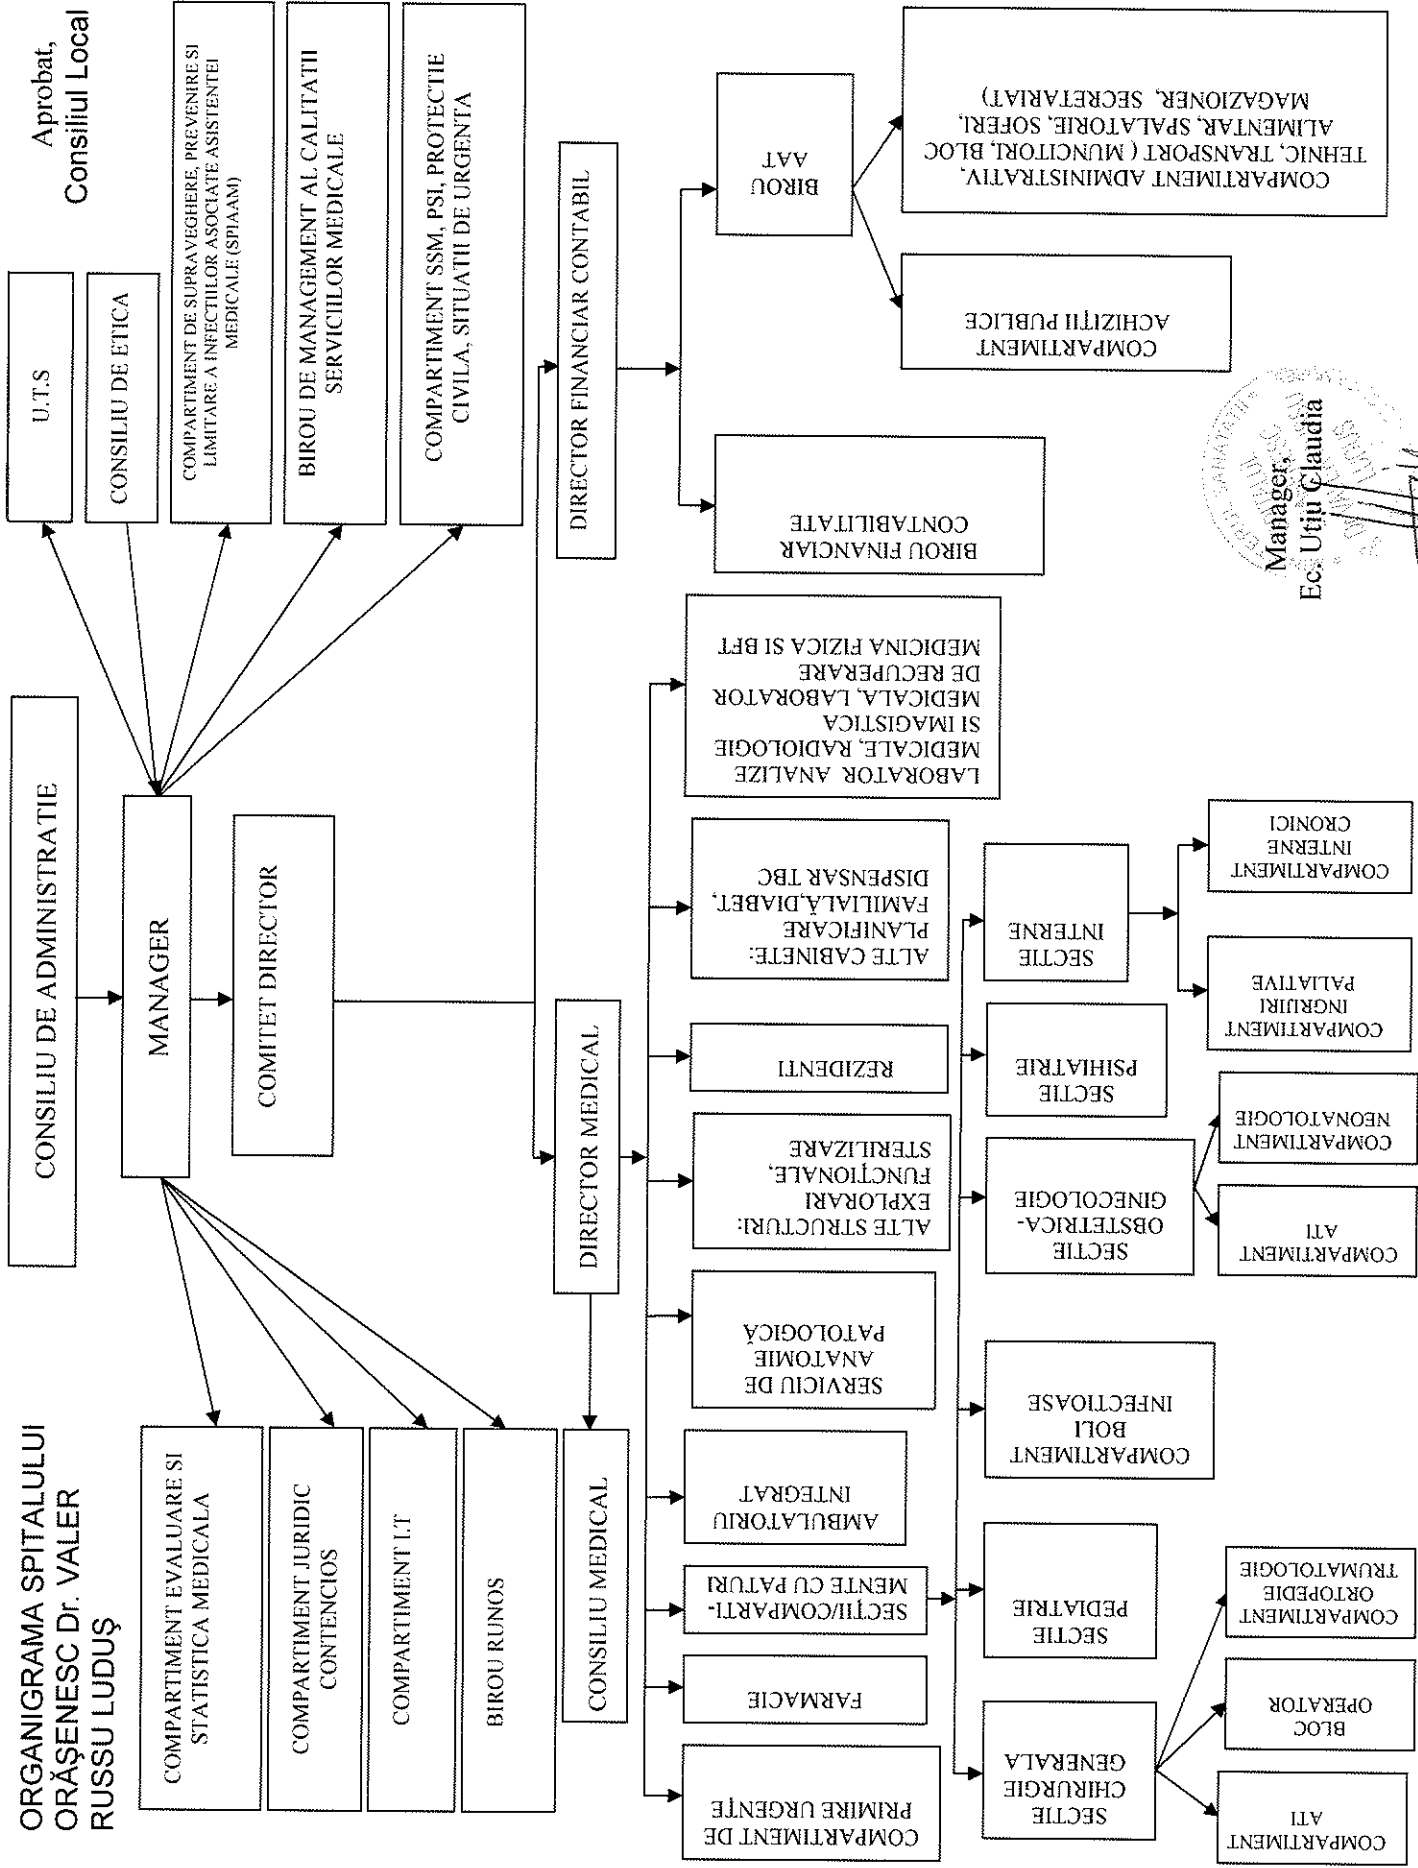 ORGANIGRAMA SPITALULUI
ORĂŞENESC Dr. VALER
RUSSU LUDUŞ
Aprobat,
Consiliul Local
CONSILIU DE ADMINISTRATIE
MANAGER
COMITET DIRECTOR
U.T.S
CONSILIU DE ETICA
COMPARTIMENT DE SUPRAVEGHERE, PREVENIRE SI
LIMITARE A INFECTIILOR ASOCIATE ASISTENTEI
MEDICALE (SPIAAM)
BIROU DE MANAGEMENT AL CALITATII
SERVICIILOR MEDICALE
COMPARTIMENT SSM, PSI, PROTECTIE
CIVILA, SITUATII DE URGENTA
COMPARTIMENT EVALUARE SI
STATISTICA MEDICALA
COMPARTIMENT JURIDIC
CONTENCIOS
COMPARTIMENT I.T
BIROU RUNOS
CONSILIU MEDICAL
DIRECTOR MEDICAL
DIRECTOR FINANCIAR CONTABIL
COMPARTIMENT DE
PRIMIRE URGENŢE
FARMACIE
SECŢII/COMPARTI-
MENTE CU PATURI
AMBULATORIU
INTEGRAT
SERVICIU DE
ANATOMIE
PATOLOGICĂ
ALTE STRUCTURI:
EXPLORARI
FUNCŢIONALE,
STERILIZARE
REZIDENTI
ALTE CABINETE:
PLANIFICARE
FAMILIALĂ,DIABET,
DISPENSAR TBC
LABORATOR ANALIZE
MEDICALE, RADIOLOGIE
SI IMAGISTICA
MEDICALA, LABORATOR
DE RECUPERARE
MEDICINA FIZICA SI BFT
BIROU FINANCIAR
CONTABILITATE
BIROU
AAT
COMPARTIMENT
ACHIZIŢII PUBLICE
COMPARTIMENT ADMINISTRATIV,
TEHNIC, TRANSPORT ( MUNCITORI, BLOC
ALIMENTAR, SPALATORIE, SOFERI,
MAGAZIONER, SECRETARIAT)
SECTIE
CHIRURGIE
GENERALA
SECTIE
PEDIATRIE
COMPARTIMENT
BOLI
INFECTIOASE
SECTIE
OBSTETRICA-
GINECOLOGIE
SECTIE
PSIHIATRIE
SECTIE
INTERNE
COMPARTIMENT
ATI
BLOC
OPERATOR
COMPARTIMENT
ORTOPEDIE
TRUMATOLOGIE
COMPARTIMENT
ATI
COMPARTIMENT
NEONATOLOGIE
COMPARTIMENT
INGRIJIRI
PALIATIVE
COMPARTIMENT
INTERNE
CRONICI
Manager,
Ec. Utiu Claudia